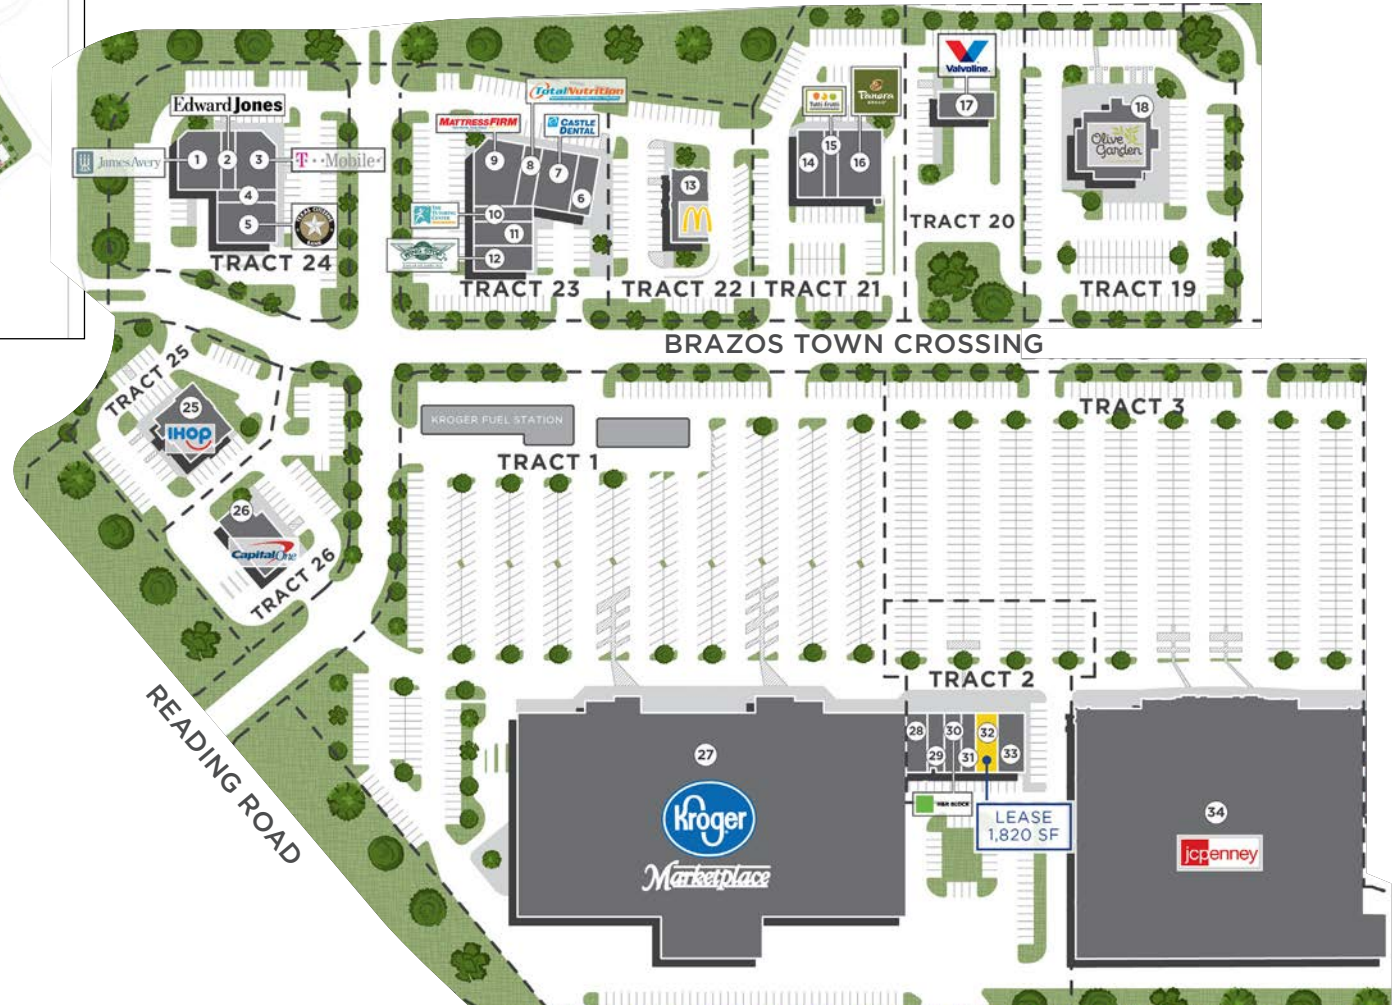 Valvoline.
17
TotalNutrition
Tutti Frutti
Panera
BREAD
Edward Jones
MATTRESSFIRM
CASTLE
DENTAL
18
Olive
Garden
James Avery
1
2
3
T · · Mobile ·
9
8
7
6
14
15
16
4
5
THE
TUTORING
CENTER
10
11
12
13
TRACT 20
TRACT 24
TRACT 23
TRACT 22
TRACT 21
TRACT 19
BRAZOS TOWN CROSSING
TRACT 25
25
IHOP
TRACT 3
KROGER FUEL STATION
TRACT 1
26
Capital One
TRACT 26
TRACT 2
READING ROAD
27
Kroger
Marketplace
28
29
30
31
32
33
H&R BLOCK
LEASE
1,820 SF
34
jcpenney